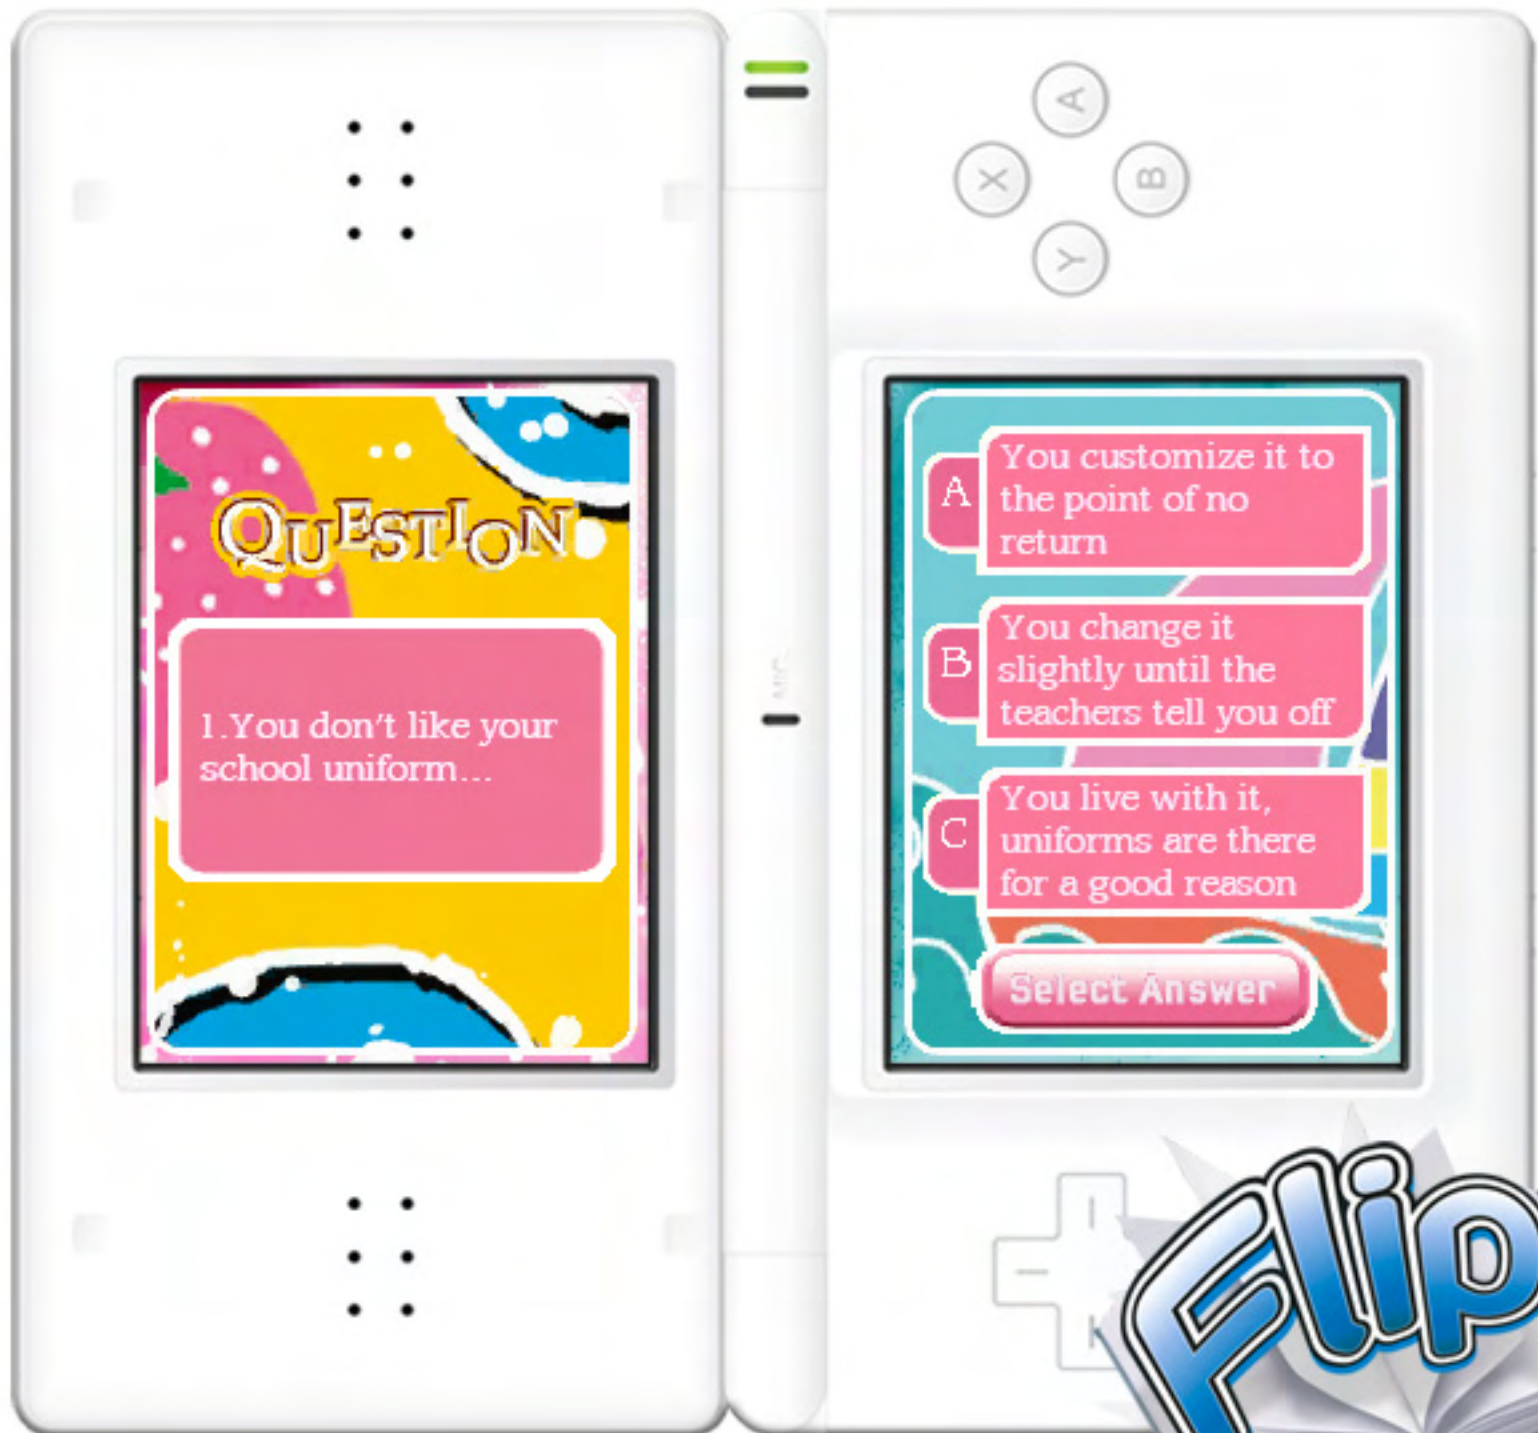 A
X
B
Y
QUESTION
1.You don't like your
school uniform...
MIC.
A
You customize it to
the point of no
return
B
You change it
slightly until the
teachers tell you off
C
You live with it,
uniforms are there
for a good reason
Select Answer
Flip